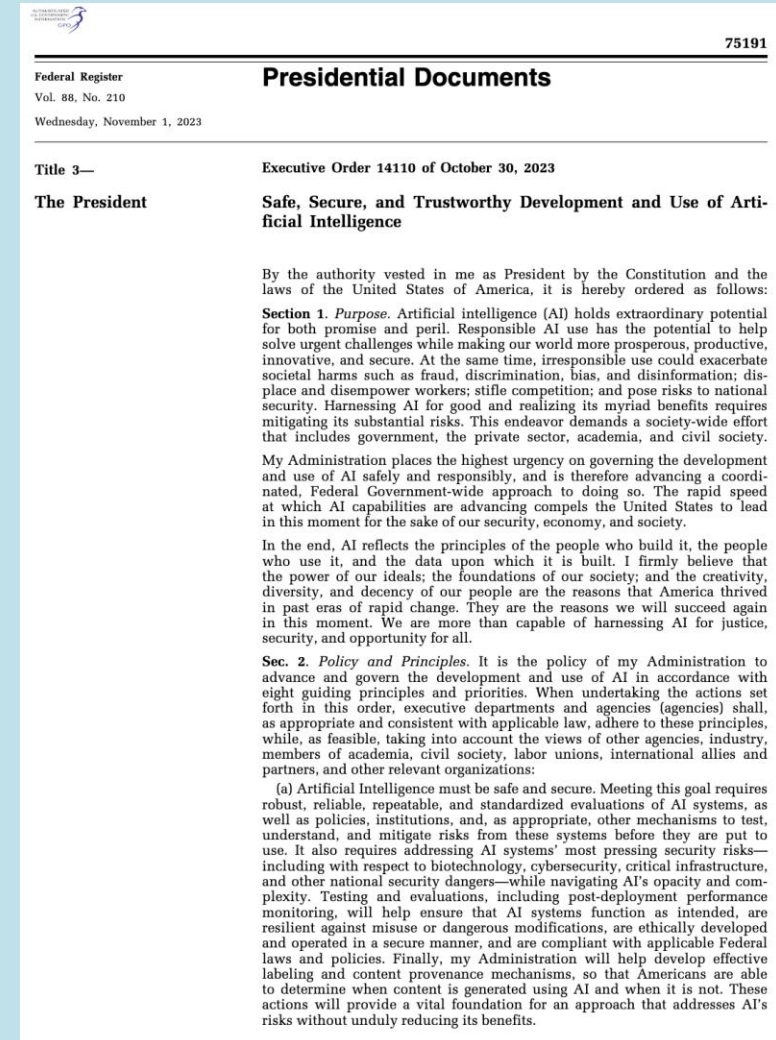 AUTHENTICATED
U.S. GOVERNMENT
INFORMATION
GPO
75191
Federal Register
Vol. 88, No. 210
Wednesday, November 1, 2023
Presidential Documents
Title 3—
The President
Executive Order 14110 of October 30, 2023
Safe, Secure, and Trustworthy Development and Use of Arti-
ficial Intelligence
By the authority vested in me as President by the Constitution and the
laws of the United States of America, it is hereby ordered as follows:
Section 1. Purpose. Artificial intelligence (AI) holds extraordinary potential
for both promise and peril. Responsible AI use has the potential to help
solve urgent challenges while making our world more prosperous, productive,
innovative, and secure. At the same time, irresponsible use could exacerbate
societal harms such as fraud, discrimination, bias, and disinformation; dis-
place and disempower workers; stifle competition; and pose risks to national
security. Harnessing AI for good and realizing its myriad benefits requires
mitigating its substantial risks. This endeavor demands a society-wide effort
that includes government, the private sector, academia, and civil society.
My Administration places the highest urgency on governing the development
and use of AI safely and responsibly, and is therefore advancing a coordi-
nated, Federal Government-wide approach to doing so. The rapid speed
at which AI capabilities are advancing compels the United States to lead
in this moment for the sake of our security, economy, and society.
In the end, AI reflects the principles of the people who build it, the people
who use it, and the data upon which it is built. I firmly believe that
the power of our ideals; the foundations of our society; and the creativity,
diversity, and decency of our people are the reasons that America thrived
in past eras of rapid change. They are the reasons we will succeed again
in this moment. We are more than capable of harnessing AI for justice,
security, and opportunity for all.
Sec. 2. Policy and Principles. It is the policy of my Administration to
advance and govern the development and use of AI in accordance with
eight guiding principles and priorities. When undertaking the actions set
forth in this order, executive departments and agencies (agencies) shall,
as appropriate and consistent with applicable law, adhere to these principles,
while, as feasible, taking into account the views of other agencies, industry,
members of academia, civil society, labor unions, international allies and
partners, and other relevant organizations:
(a) Artificial Intelligence must be safe and secure. Meeting this goal requires
robust, reliable, repeatable, and standardized evaluations of AI systems, as
well as policies, institutions, and, as appropriate, other mechanisms to test,
understand, and mitigate risks from these systems before they are put to
use. It also requires addressing AI systems' most pressing security risks—
including with respect to biotechnology, cybersecurity, critical infrastructure,
and other national security dangers—while navigating AI's opacity and com-
plexity. Testing and evaluations, including post-deployment performance
monitoring, will help ensure that AI systems function as intended, are
resilient against misuse or dangerous modifications, are ethically developed
and operated in a secure manner, and are compliant with applicable Federal
laws and policies. Finally, my Administration will help develop effective
labeling and content provenance mechanisms, so that Americans are able
to determine when content is generated using AI and when it is not. These
actions will provide a vital foundation for an approach that addresses AI's
risks without unduly reducing its benefits.